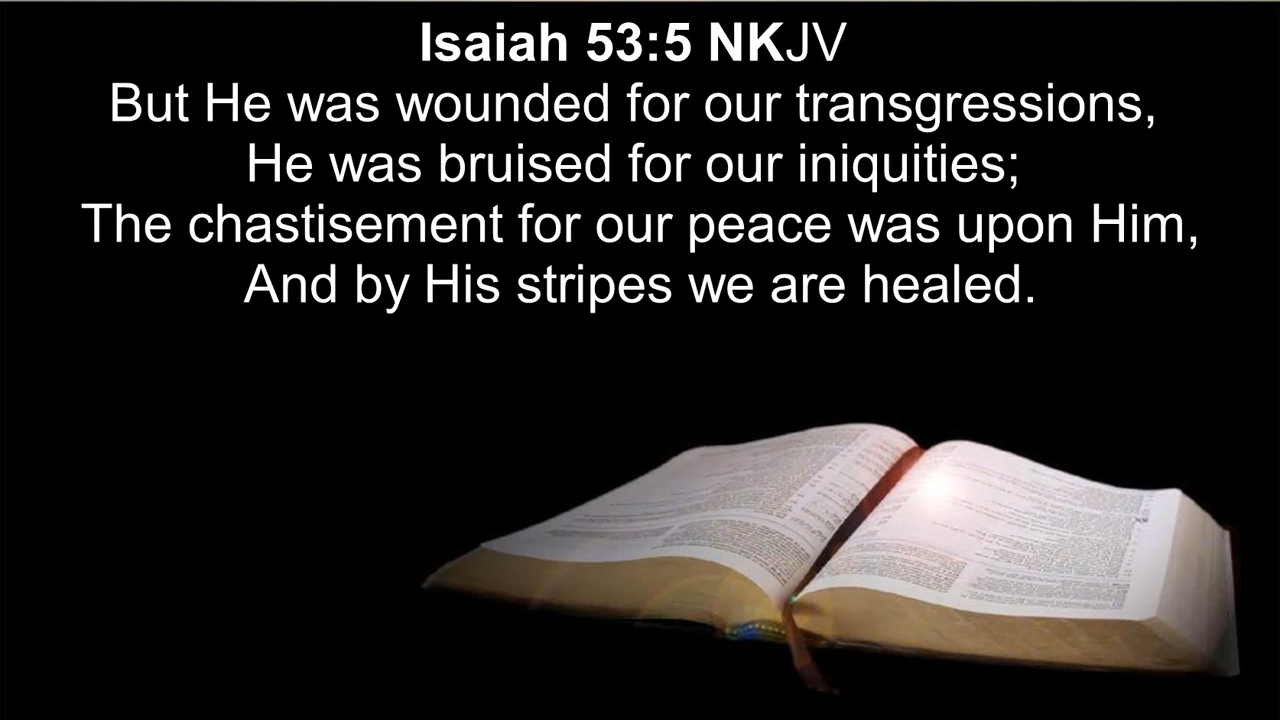 Isaiah 53:5 NKJV
But He was wounded for our transgressions,
He was bruised for our iniquities;
The chastisement for our peace was upon Him,
And by His stripes we are healed.